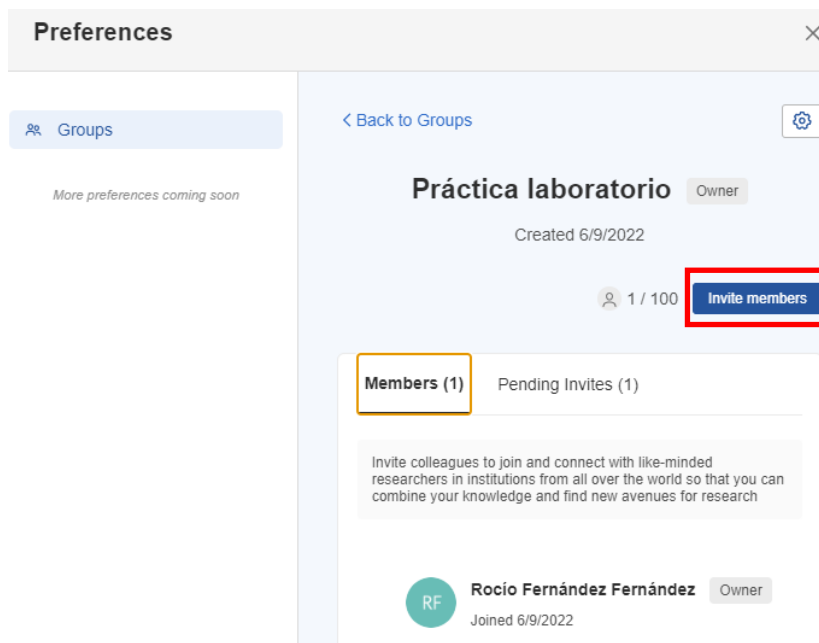 Preferences
Groups
More preferences coming soon
Back to Groups
Práctica laboratorio Owner
Created 6/9/2022
1 / 100 Invite members
Members (1) Pending Invites (1)
Invite colleagues to join and connect with like-minded
researchers in institutions from all over the world so that you can
combine your knowledge and find new avenues for research
RF
Rocío Fernández Fernández Owner
Joined 6/9/2022